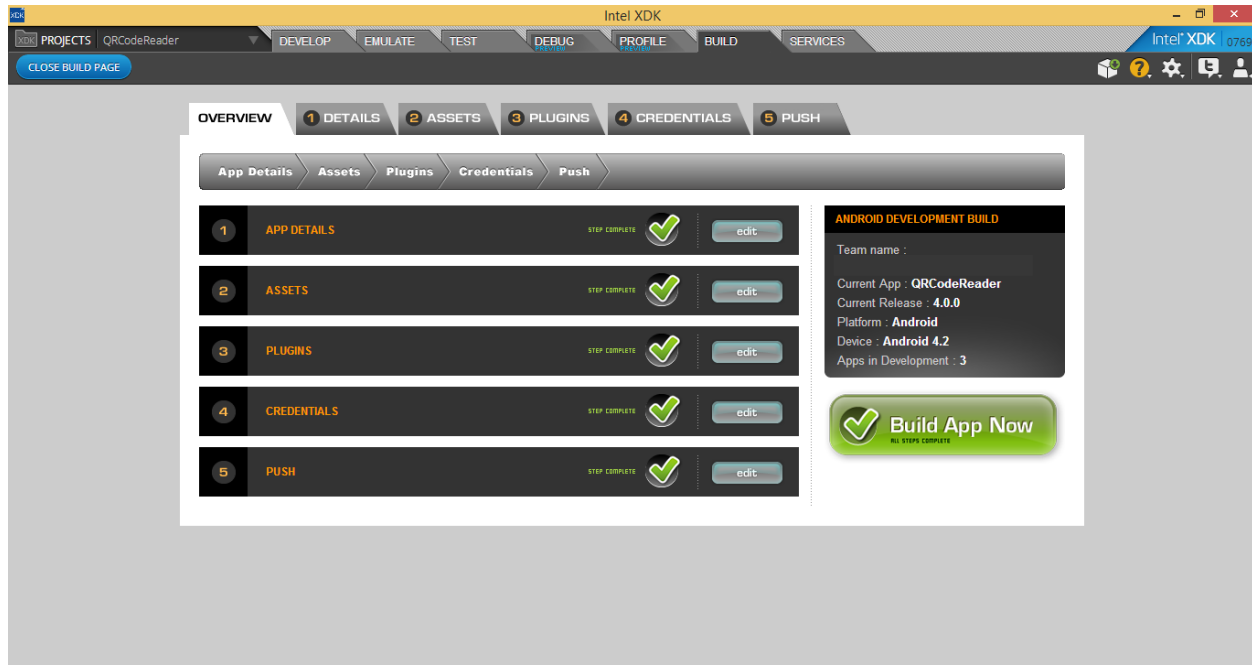 XDK
Intel XDK
XDK PROJECTS QRCodeReader
DEVELOP
EMULATE
TEST
DEBUG
PREVIEW
PROFILE
PREVIEW
BUILD
SERVICES
Intel® XDK 0769
CLOSE BUILD PAGE
OVERVIEW
1 DETAILS
2 ASSETS
3 PLUGINS
4 CREDENTIALS
5 PUSH
App Details
Assets
Plugins
Credentials
Push
1 APP DETAILS STEP COMPLETE edit
2 ASSETS STEP COMPLETE edit
3 PLUGINS STEP COMPLETE edit
4 CREDENTIALS STEP COMPLETE edit
5 PUSH STEP COMPLETE edit
ANDROID DEVELOPMENT BUILD
Team name :
Current App : QRCodeReader
Current Release : 4.0.0
Platform : Android
Device : Android 4.2
Apps in Development : 3
Build App Now
ALL STEPS COMPLETE